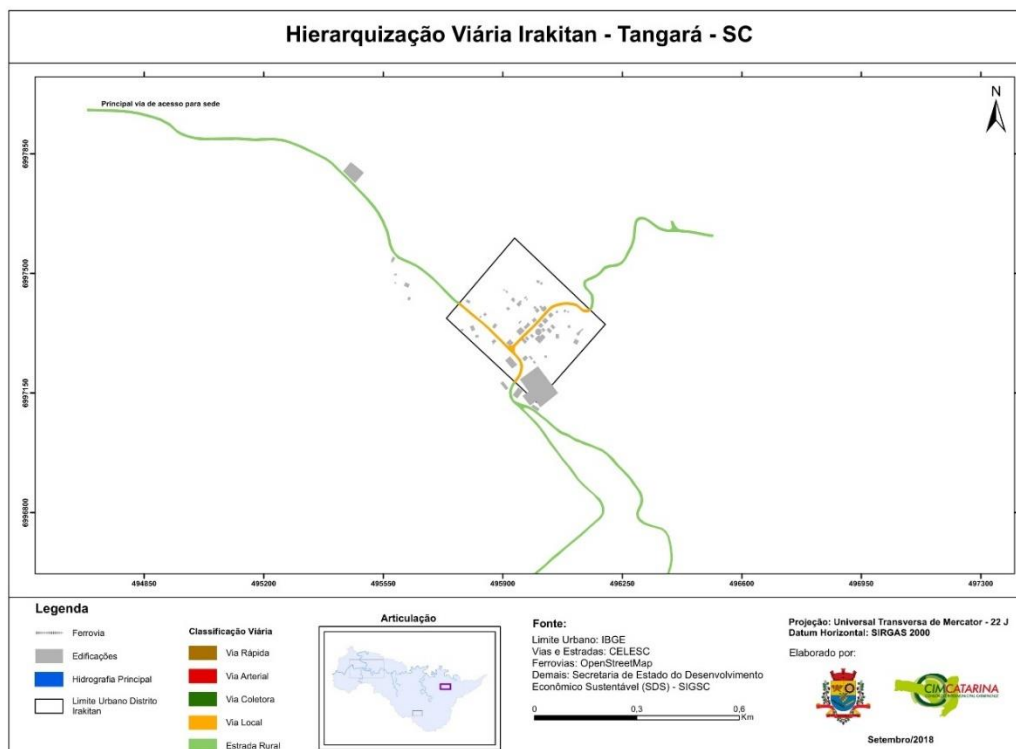 Hierarquização Viária Irakitan - Tangará - SC
Principal via de acesso para sede
N
6997850
6997500
6997150
6996800
494850
495200
495550
495900
496250
496600
496950
497300
Legenda
Ferrovia
Edificações
Hidrografia Principal
Limite Urbano Distrito
Irakitan
Classificação Viária
Via Rápida
Via Arterial
Via Coletora
Via Local
Estrada Rural
Articulação
Fonte:
Limite Urbano: IBGE
Vias e Estradas: CELESC
Ferrovias: OpenStreetMap
Demais: Secretaria de Estado do Desenvolvimento
Econômico Sustentável (SDS) - SIGSC
0
0,3
0,6
Km
Projeção: Universal Transversa de Mercator - 22 J
Datum Horizontal: SIRGAS 2000
Elaborado por:
CIMCATARINA
Setembro/2018